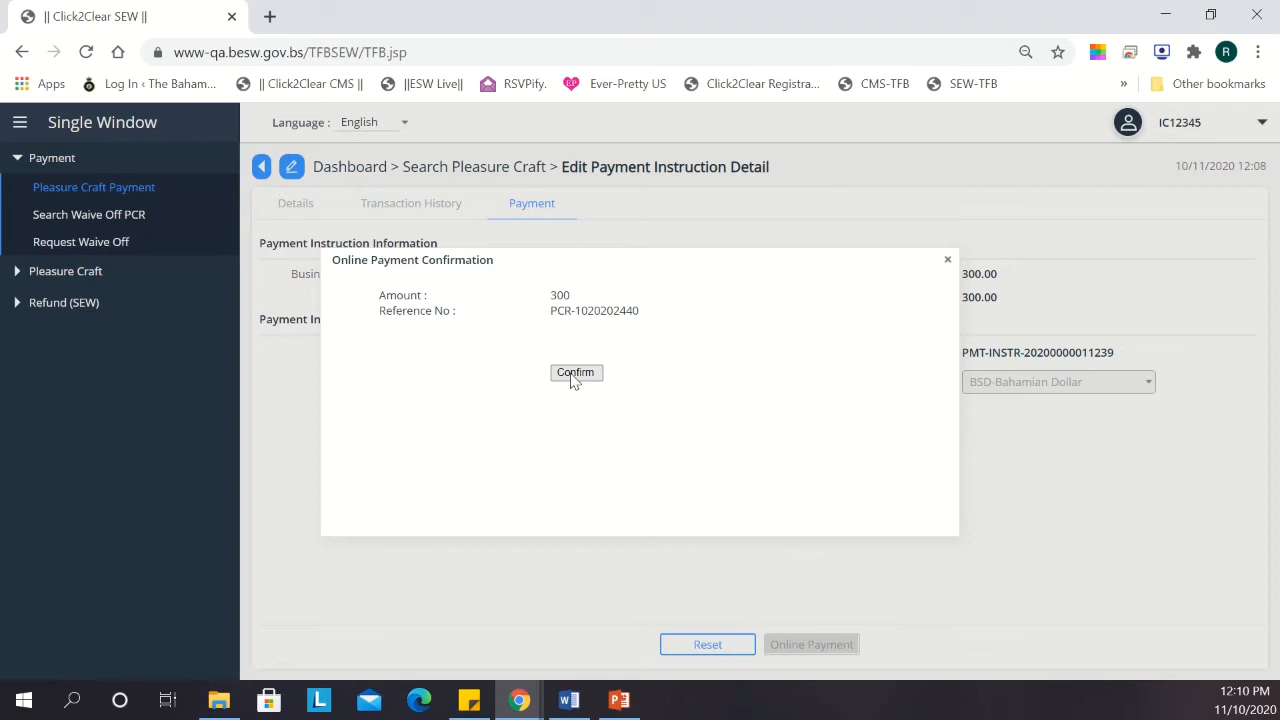 || Click2Clear SEW ||
www-qa.besw.gov.bs/TFBSEW/TFB.jsp
R
Apps
Log In ‹ The Baham...
|| Click2Clear CMS ||
||ESW Live||
RSVPify.
Ever-Pretty US
Click2Clear Registra...
CMS-TFB
SEW-TFB
»
Other bookmarks
Single Window
Language :
English
IC12345
Payment
Pleasure Craft Payment
Search Waive Off PCR
Request Waive Off
Pleasure Craft
Refund (SEW)
Dashboard > Search Pleasure Craft > Edit Payment Instruction Detail
10/11/2020 12:08
Details
Transaction History
Payment
Payment Instruction Information
Busin
300.00
300.00
Payment In
PMT-INSTR-20200000011239
BSD-Bahamian Dollar
Online Payment Confirmation
×
Amount : 300
Reference No : PCR-1020202440
Confirm
Reset
Online Payment
12:10 PM
11/10/2020